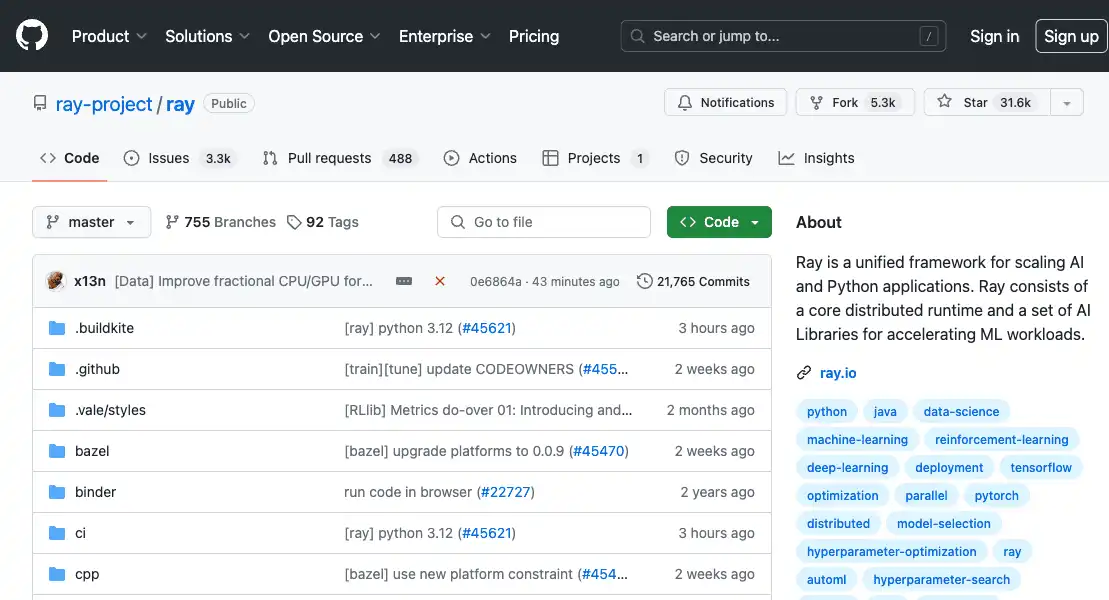 Product Solutions Open Source Enterprise Pricing Search or jump to... / Sign in Sign up
ray-project / ray Public Notifications Fork 5.3k Star 31.6k
Code Issues 3.3k Pull requests 488 Actions Projects 1 Security Insights
master 755 Branches 92 Tags Go to file Code
x13n [Data] Improve fractional CPU/GPU for... 0e6864a · 43 minutes ago 21,765 Commits
.buildkite [ray] python 3.12 (#45621) 3 hours ago
.github [train][tune] update CODEOWNERS (#455... 2 weeks ago
.vale/styles [RLlib] Metrics do-over 01: Introducing and... 2 months ago
bazel [bazel] upgrade platforms to 0.0.9 (#45470) 2 weeks ago
binder run code in browser (#22727) 2 years ago
ci [ray] python 3.12 (#45621) 3 hours ago
cpp [bazel] use new platform constraint (#454... 2 weeks ago
About
Ray is a unified framework for scaling AI
and Python applications. Ray consists of
a core distributed runtime and a set of AI
Libraries for accelerating ML workloads.
ray.io
python java data-science
machine-learning reinforcement-learning
deep-learning deployment tensorflow
optimization parallel pytorch
distributed model-selection
hyperparameter-optimization ray
automl hyperparameter-search